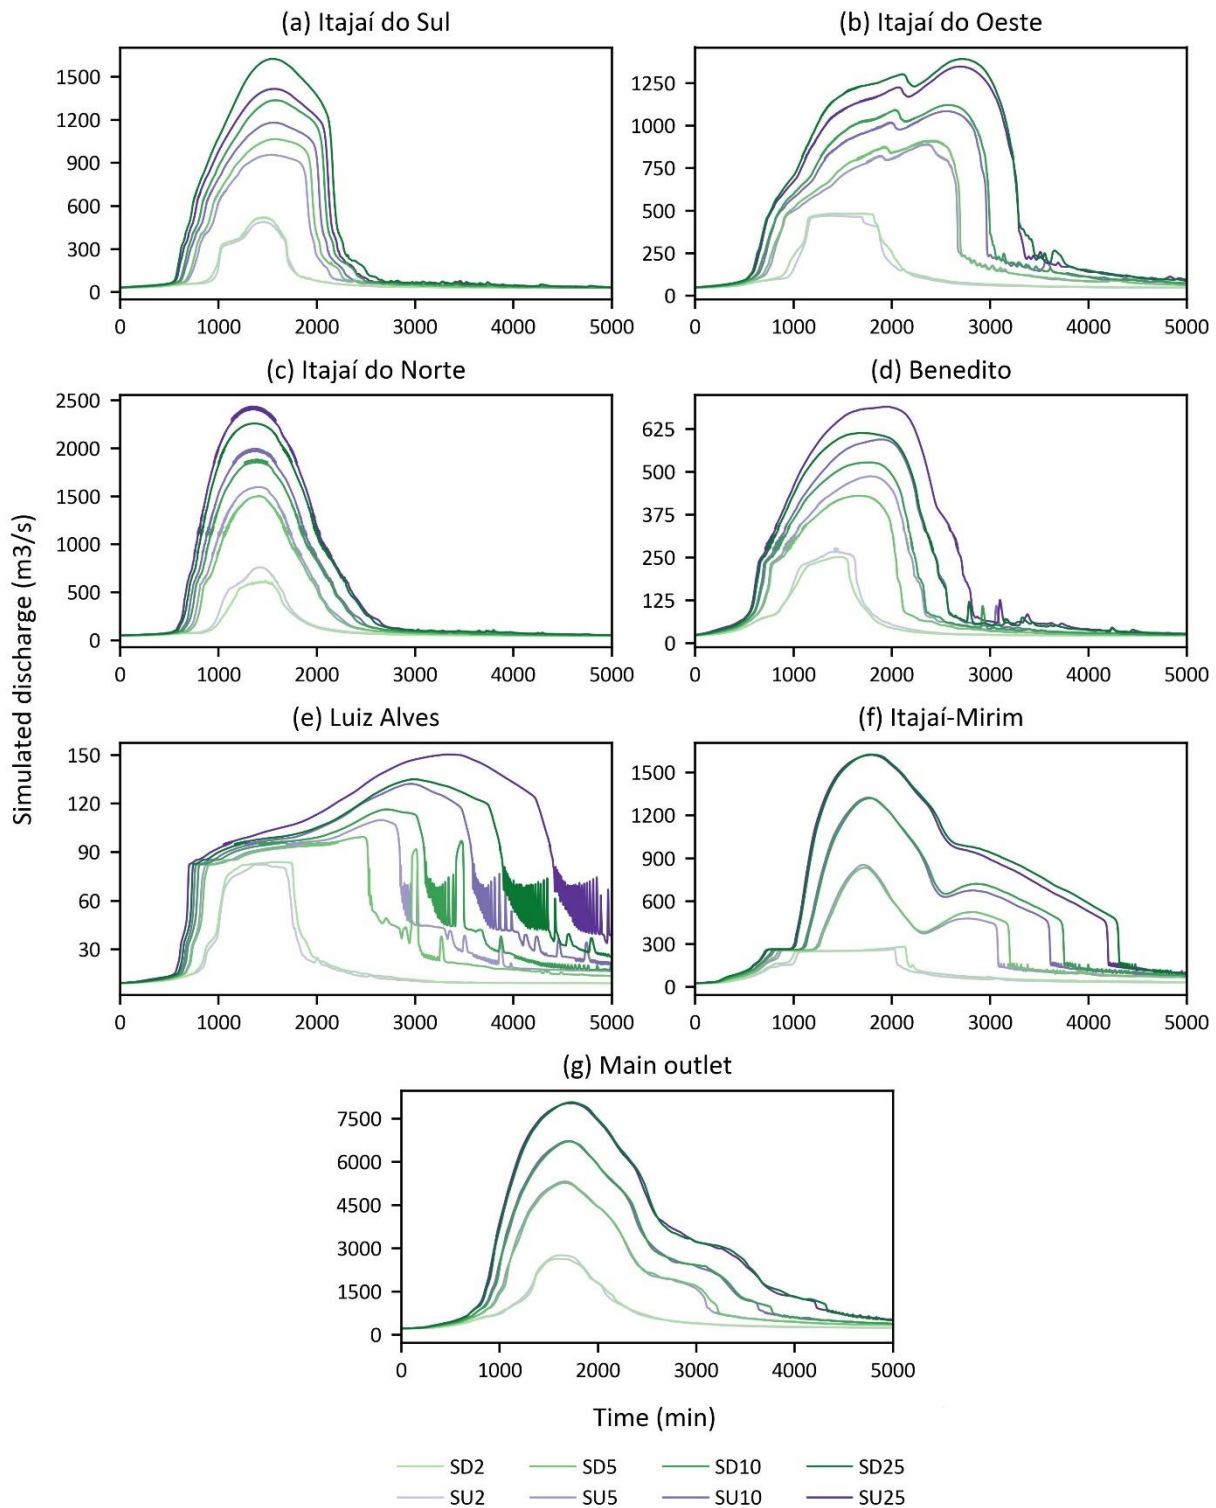 (a) Itajaí do Sul
(b) Itajaí do Oeste
1500
1200
900
600
300
0
0 1000 2000 3000 4000 5000
1250
1000
750
500
250
0
0 1000 2000 3000 4000 5000
(c) Itajaí do Norte
(d) Benedito
2500
2000
1500
1000
500
0
0 1000 2000 3000 4000 5000
625
500
375
250
125
0
0 1000 2000 3000 4000 5000
Simulated discharge (m3/s)
(e) Luiz Alves
(f) Itajaí-Mirim
150
120
90
60
30
0 1000 2000 3000 4000 5000
1500
1200
900
600
300
0
0 1000 2000 3000 4000 5000
(g) Main outlet
7500
6000
4500
3000
1500
0
0 1000 2000 3000 4000 5000
Time (min)
SD2 SD5 SD10 SD25
SU2 SU5 SU10 SU25